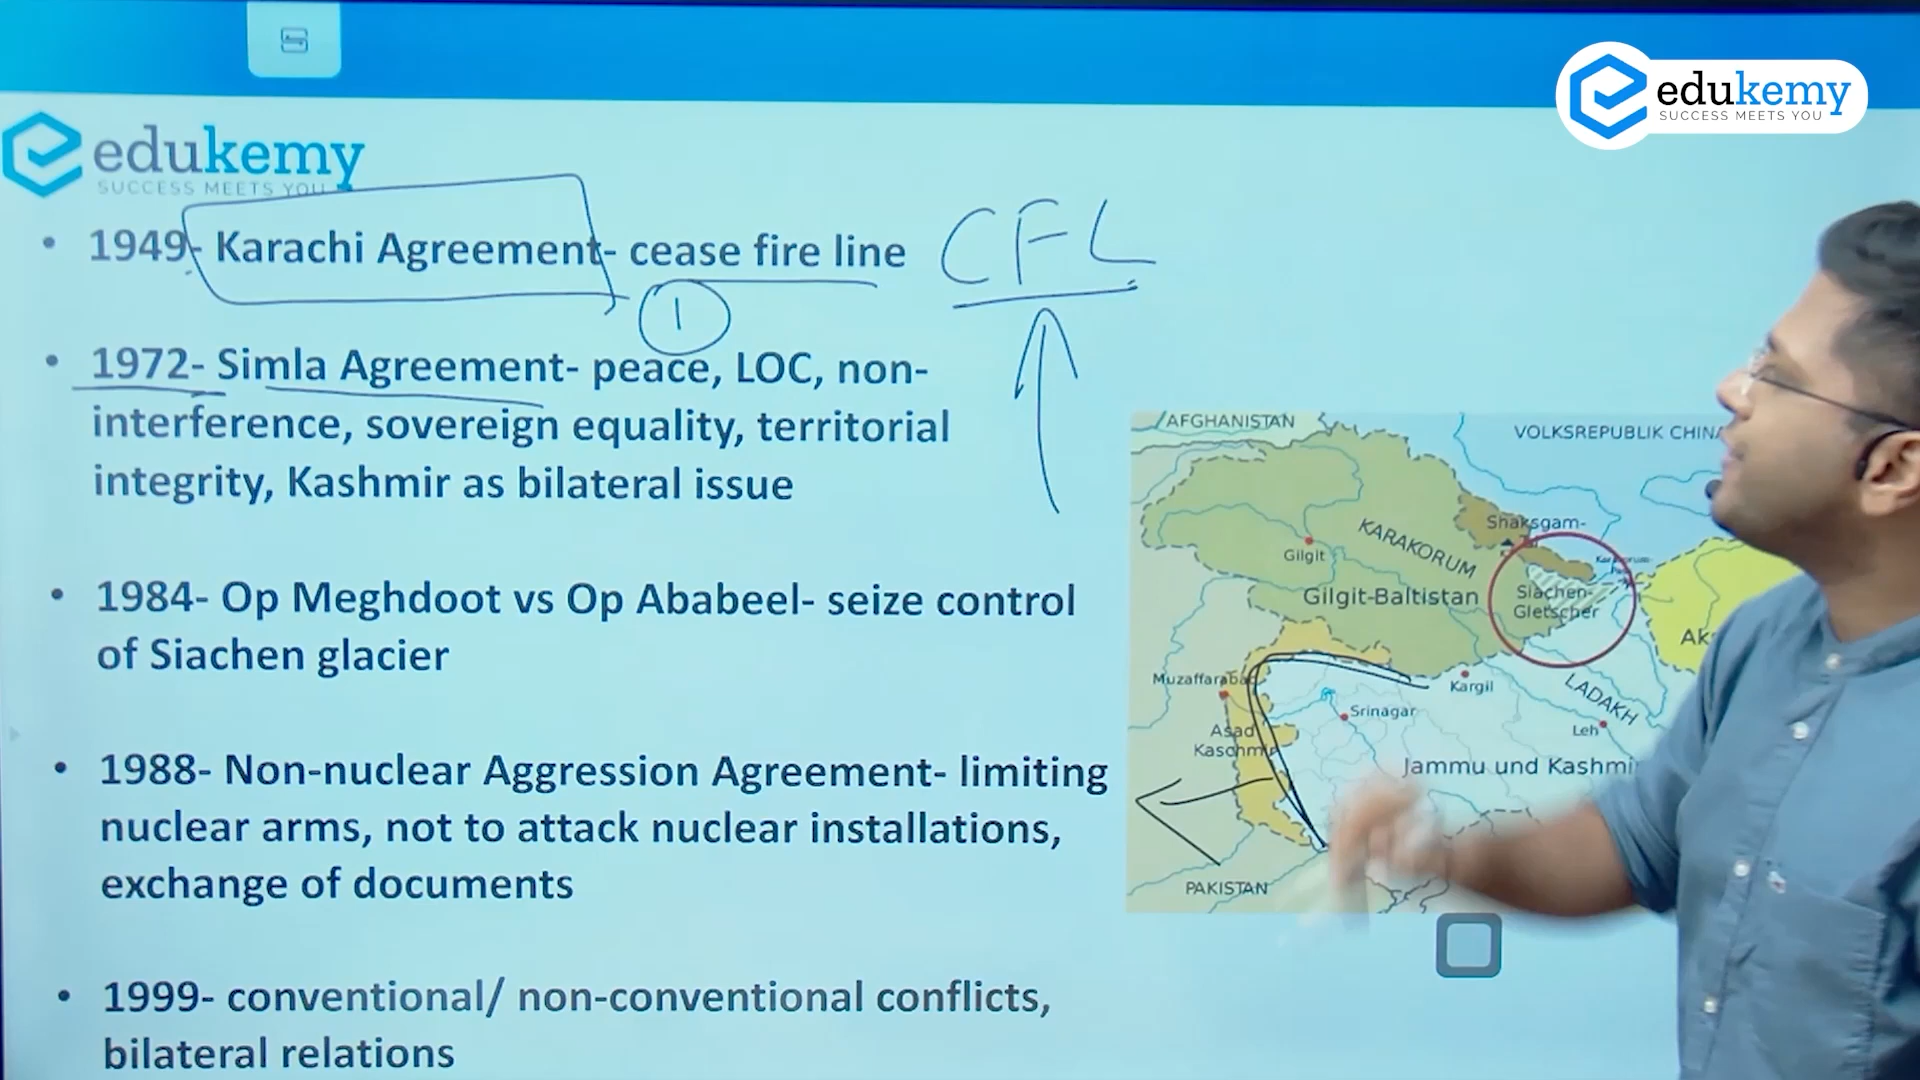 edukemy
SUCCESS MEETS YOU
edukemy
SUCCESS MEETS YOU
• 1949- Karachi Agreement- cease fire line
CFL
1
• 1972- Simla Agreement- peace, LOC, non-
interference, sovereign equality, territorial
integrity, Kashmir as bilateral issue
• 1984- Op Meghdoot vs Op Ababeel- seize control
of Siachen glacier
• 1988- Non-nuclear Aggression Agreement- limiting
nuclear arms, not to attack nuclear installations,
exchange of documents
• 1999- conventional/ non-conventional conflicts,
bilateral relations
AFGHANISTAN
VOLKSREPUBLIK CHINA
Shaksgam-
KARAKORUM
Gilgit
Gilgit-Baltistan
Siachen-
Gletscher
Ak
Muzaffarabad
Kargil
LADAKH
Srinagar
Leh
Asad
Kaschmir
Jammu und Kashmi
PAKISTAN